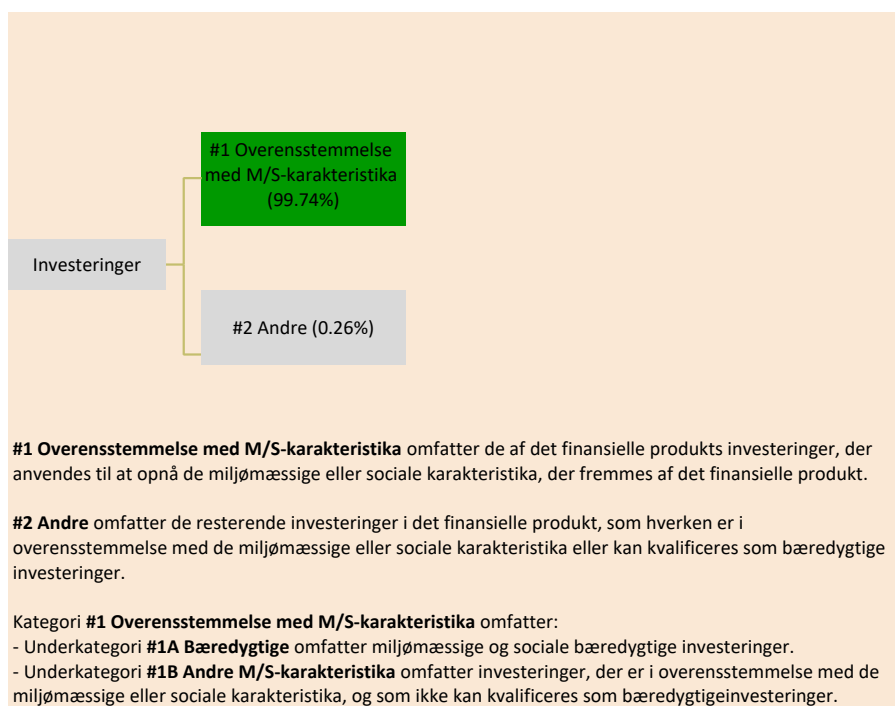 #1 Overensstemmelse
med M/S-karakteristika
(99.74%)
Investeringer
#2 Andre (0.26%)
#1 Overensstemmelse med M/S-karakteristika omfatter de af det finansielle produkts investeringer, der
anvendes til at opnå de miljømæssige eller sociale karakteristika, der fremmes af det finansielle produkt.
#2 Andre omfatter de resterende investeringer i det finansielle produkt, som hverken er i
overensstemmelse med de miljømæssige eller sociale karakteristika eller kan kvalificeres som bæredygtige
investeringer.
Kategori #1 Overensstemmelse med M/S-karakteristika omfatter:
- Underkategori #1A Bæredygtige omfatter miljømæssige og sociale bæredygtige investeringer.
- Underkategori #1B Andre M/S-karakteristika omfatter investeringer, der er i overensstemmelse med de
miljømæssige eller sociale karakteristika, og som ikke kan kvalificeres som bæredygtigeinvesteringer.